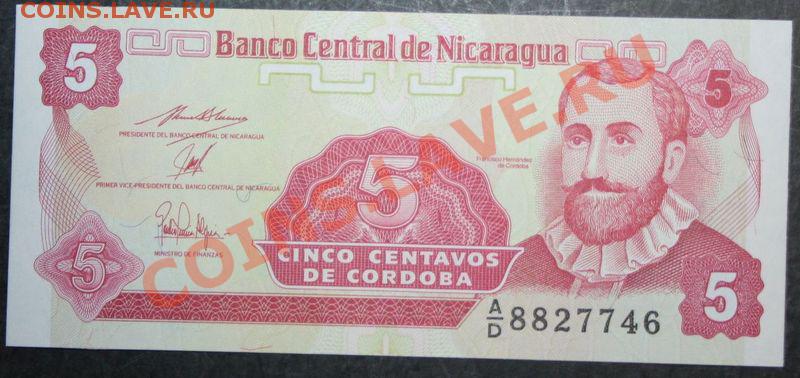 COINS.LAVE.RU
COINS.LAVE.RU
5
Banco Central de Nicaragua
5
PRESIDENTE DEL BANCO CENTRAL DE NICARAGUA
Francisco Hernández
de Córdoba
PRIMER VICE-PRESIDENTE DEL BANCO CENTRAL DE NICARAGUA
5
MINISTRO DE FINANZAS
5
CINCO CENTAVOS
DE CORDOBA
5
A/D 8827746